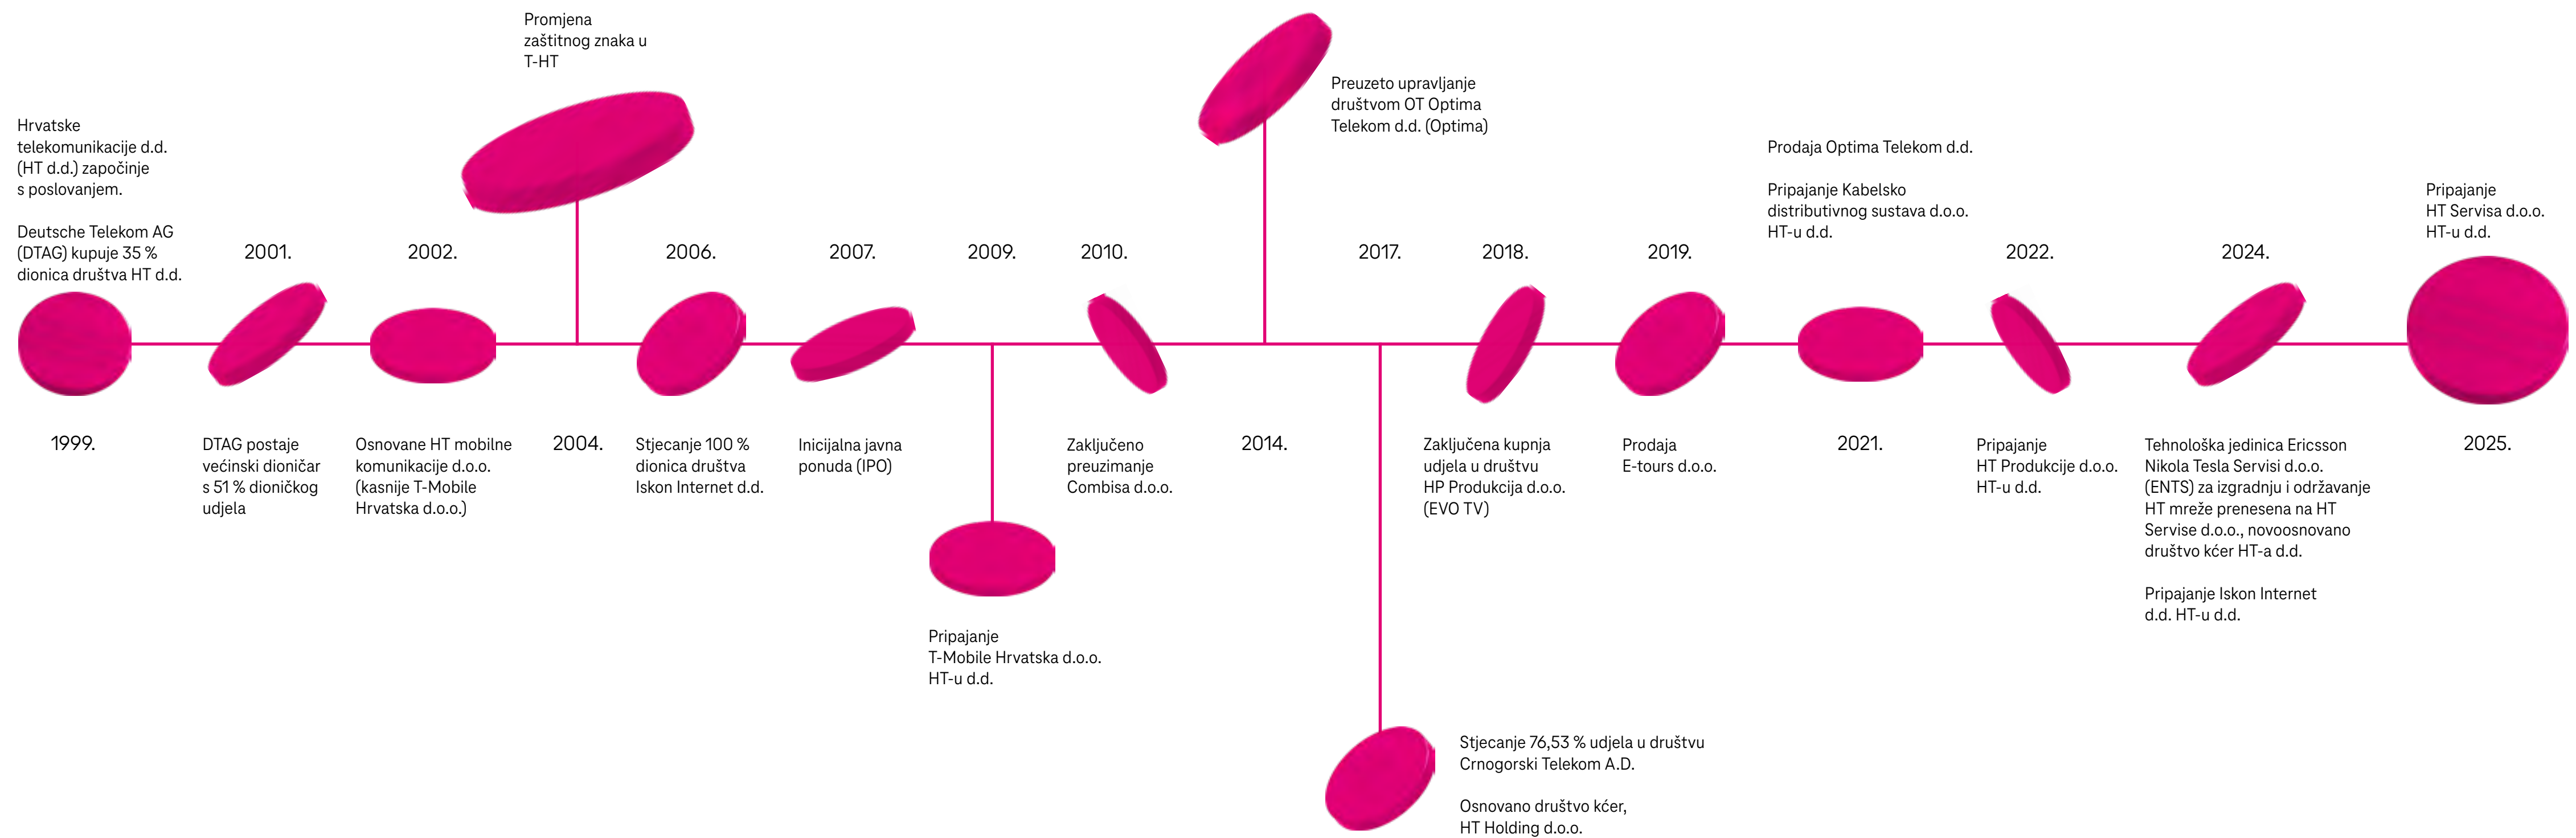 Hrvatske
telekomunikacije d.d.
(HT d.d.) započinje
s poslovanjem.
Deutsche Telekom AG
(DTAG) kupuje 35 %
dionica društva HT d.d.
1999.
2001.
DTAG postaje
većinski dioničar
s 51 % dioničkog
udjela
2002.
Osnovane HT mobilne
komunikacije d.o.o.
(kasnije T-Mobile
Hrvatska d.o.o.)
Promjena
zaštitnog znaka u
T-HT
2004.
2006.
Stjecanje 100 %
dionica društva
Iskon Internet d.d.
2007.
Inicijalna javna
ponuda (IPO)
2009.
Pripajanje
T-Mobile Hrvatska d.o.o.
HT-u d.d.
2010.
Zaključeno
preuzimanje
Combisa d.o.o.
Preuzeto upravljanje
društvom OT Optima
Telekom d.d. (Optima)
2014.
2017.
Stjecanje 76,53 % udjela u društvu
Crnogorski Telekom A.D.
Osnovano društvo kćer,
HT Holding d.o.o.
2018.
Zaključena kupnja
udjela u društvu
HP Produkcija d.o.o.
(EVO TV)
2019.
Prodaja
E-tours d.o.o.
Prodaja Optima Telekom d.d.
Pripajanje Kabelsko
distributivnog sustava d.o.o.
HT-u d.d.
2021.
2022.
Pripajanje
HT Produkcije d.o.o.
HT-u d.d.
2024.
Tehnološka jedinica Ericsson
Nikola Tesla Servisi d.o.o.
(ENTS) za izgradnju i održavanje
HT mreže prenesena na HT
Servise d.o.o., novoosnovano
društvo kćer HT-a d.d.
Pripajanje Iskon Internet
d.d. HT-u d.d.
Pripajanje
HT Servisa d.o.o.
HT-u d.d.
2025.